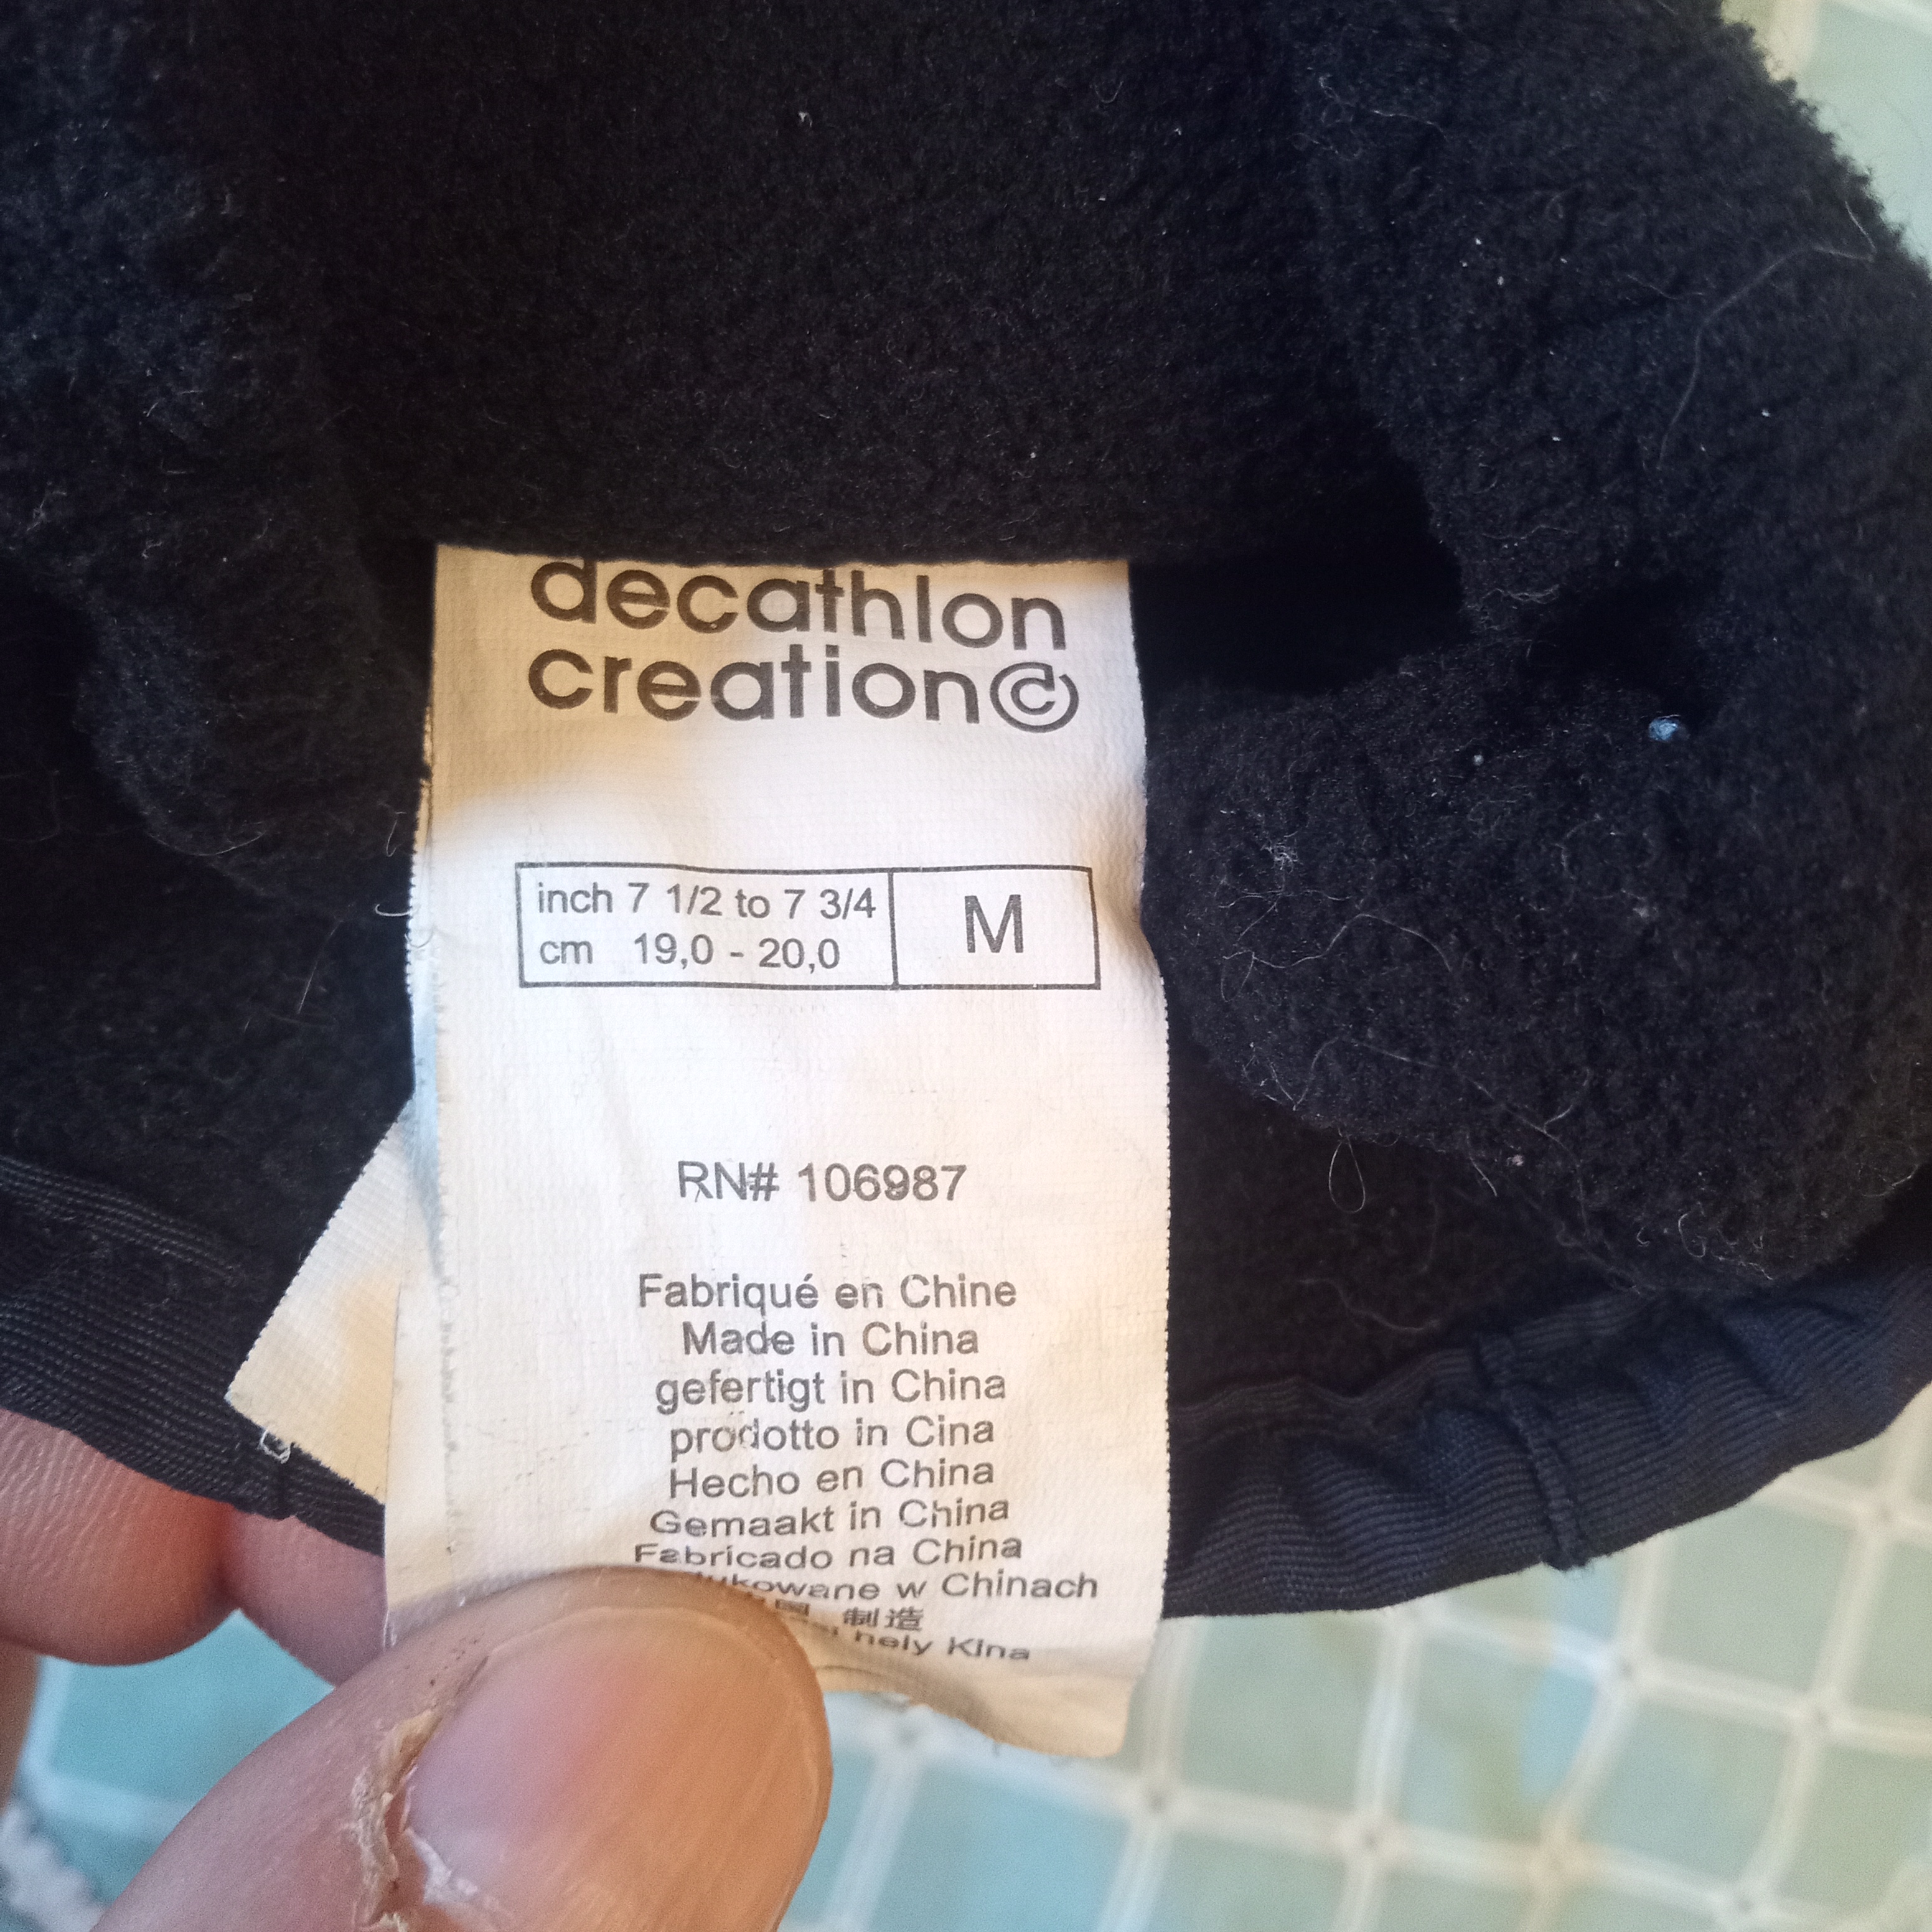 decathlon
creation©
inch 7 1/2 to 7 3/4
cm 19,0 - 20,0
M
RN# 106987
Fabriqué en Chine
Made in China
gefertigt in China
prodotto in Cina
Hecho en China
Gemaakt in China
Fabricado na China
w Chinach
制造
hely Kína